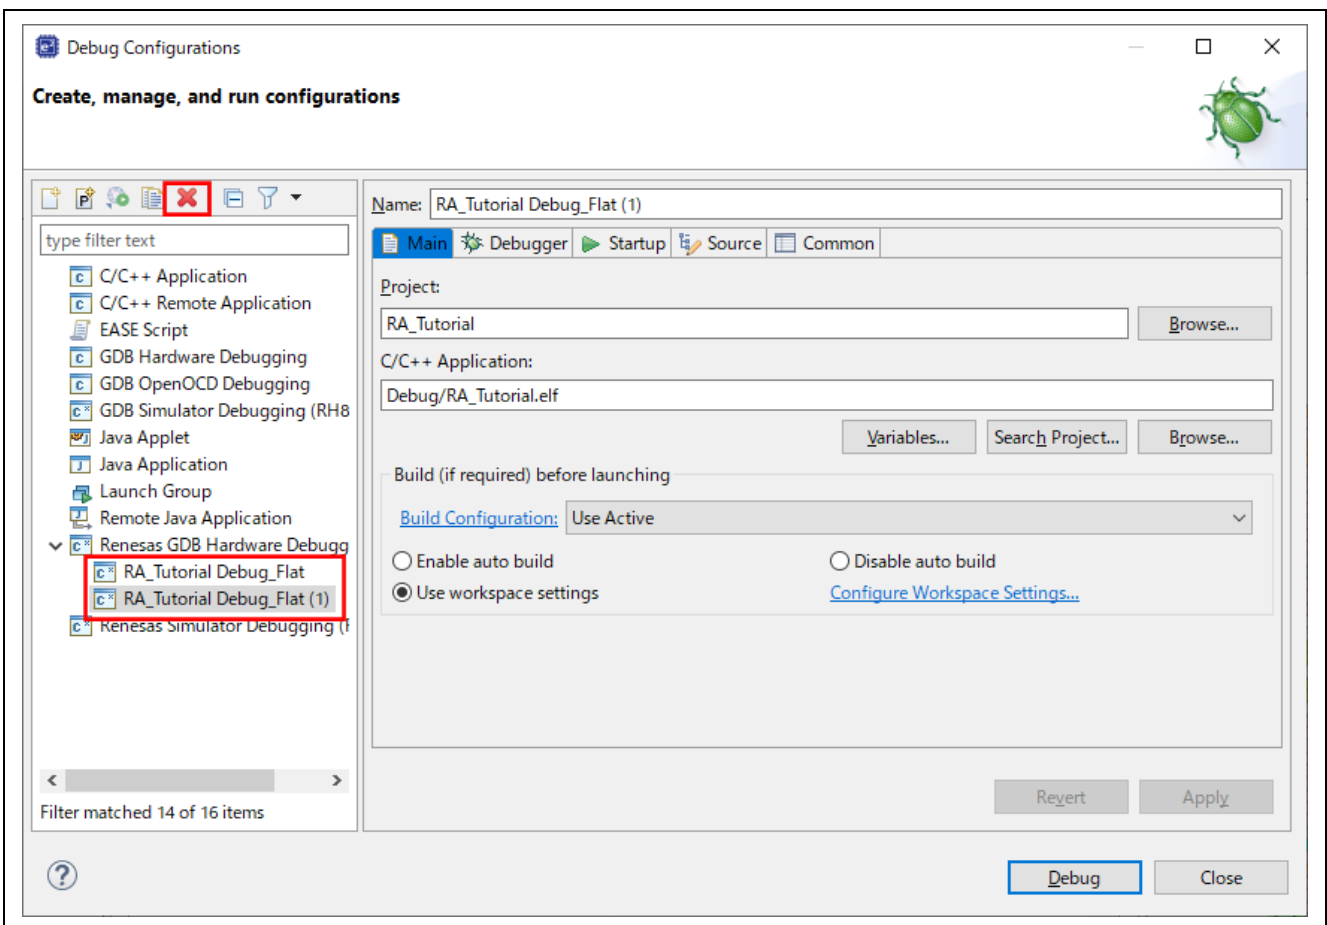 Debug Configurations
Create, manage, and run configurations
type filter text
C/C++ Application
C/C++ Remote Application
EASE Script
GDB Hardware Debugging
GDB OpenOCD Debugging
GDB Simulator Debugging (RH8
Java Applet
Java Application
Launch Group
Remote Java Application
Renesas GDB Hardware Debugg
RA_Tutorial Debug_Flat
RA_Tutorial Debug_Flat (1)
Renesas Simulator Debugging (
Filter matched 14 of 16 items
Name: RA_Tutorial Debug_Flat (1)
Main Debugger Startup Source Common
Project:
RA_Tutorial Browse...
C/C++ Application:
Debug/RA_Tutorial.elf
Variables... Search Project... Browse...
Build (if required) before launching
Build Configuration: Use Active
Enable auto build Disable auto build
Use workspace settings Configure Workspace Settings...
Revert Apply
Debug Close